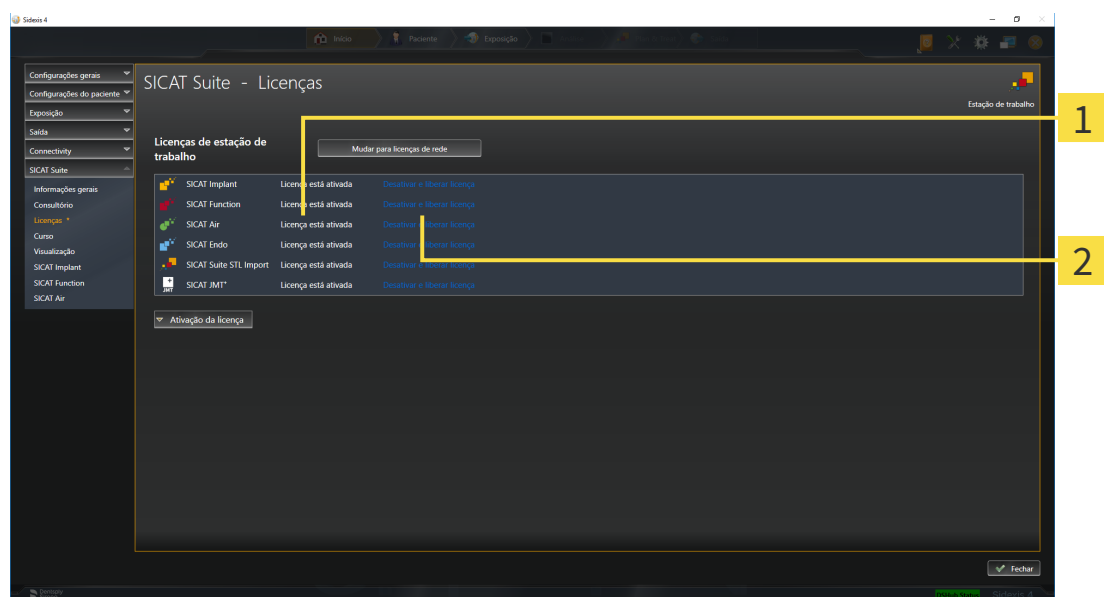 Sidexis 4
Início
Paciente
Exposição
Configurações gerais
Configurações do paciente
Exposição
Saída
Connectivity
SICAT Suite
Informações gerais
Consultório
Licenças *
Curso
Visualização
SICAT Implant
SICAT Function
SICAT Air
SICAT Suite - Licenças
Estação de trabalho
1
Licenças de estação de
trabalho
Mudar para licenças de rede
SICAT Implant Licença está ativada Desativar e liberar licença
SICAT Function Licença está ativada Desativar e liberar licença
SICAT Air Licença está ativada Desativar e liberar licença
SICAT Endo Licença está ativada Desativar e liberar licença
2
SICAT Suite STL Import Licença está ativada Desativar e liberar licença
JMT SICAT JMT+ Licença está ativada Desativar e liberar licença
Ativação da licença
Fechar
Sidexis 4